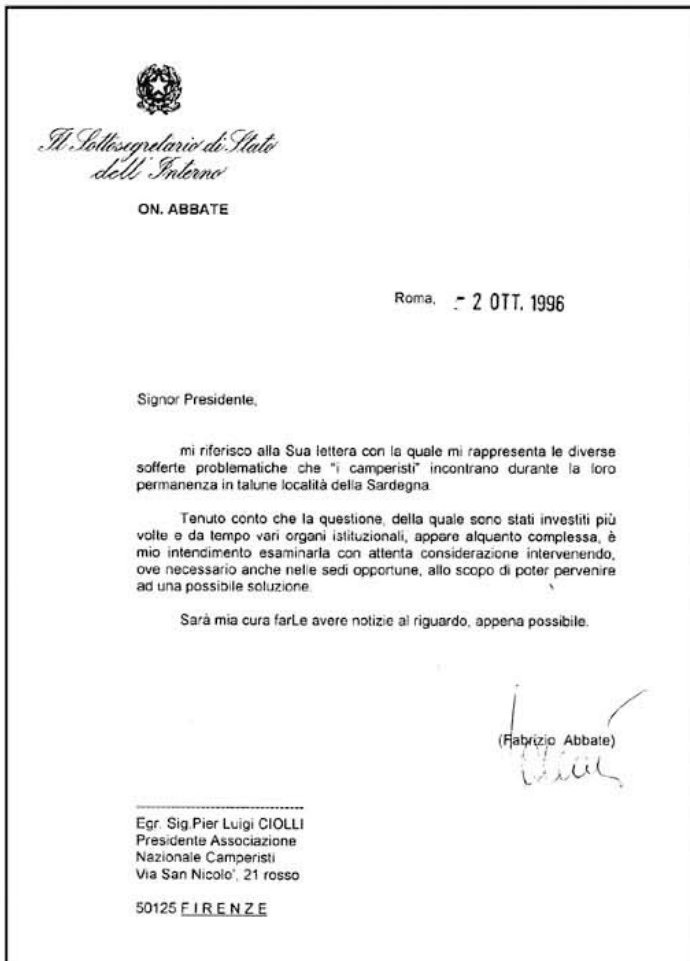 Il Sottosegretario di Stato
dell'Interno
ON. ABBATE
Roma, - 2 OTT. 1996
Signor Presidente,
mi riferisco alla Sua lettera con la quale mi rappresenta le diverse
sofferte problematiche che "i camperisti" incontrano durante la loro
permanenza in talune località della Sardegna.
Tenuto conto che la questione, della quale sono stati investiti più
volte e da tempo vari organi istituzionali, appare alquanto complessa, è
mio intendimento esaminarla con attenta considerazione intervenendo,
ove necessario anche nelle sedi opportune, allo scopo di poter pervenire
ad una possibile soluzione.
Sarà mia cura farLe avere notizie al riguardo, appena possibile.
(Fabrizio Abbate)
Egr. Sig.Pier Luigi CIOLLI
Presidente Associazione
Nazionale Camperisti
Via San Nicolo', 21 rosso
50125 F I R E N Z E